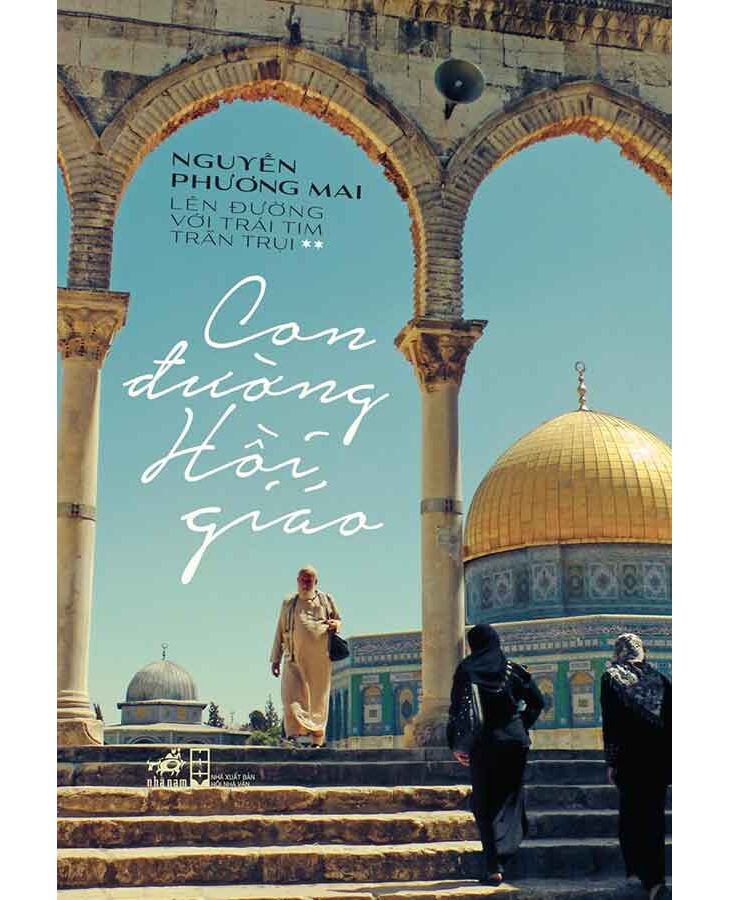 NGUYỄN
PHƯƠNG MAI
LÊN ĐƯỜNG
VỚI TRÁI TIM
TRẦN TRỤI **
Con
đường
Hồi
giáo
nhã nam
NHÀ XUẤT BẢN
HỘI NHÀ VĂN